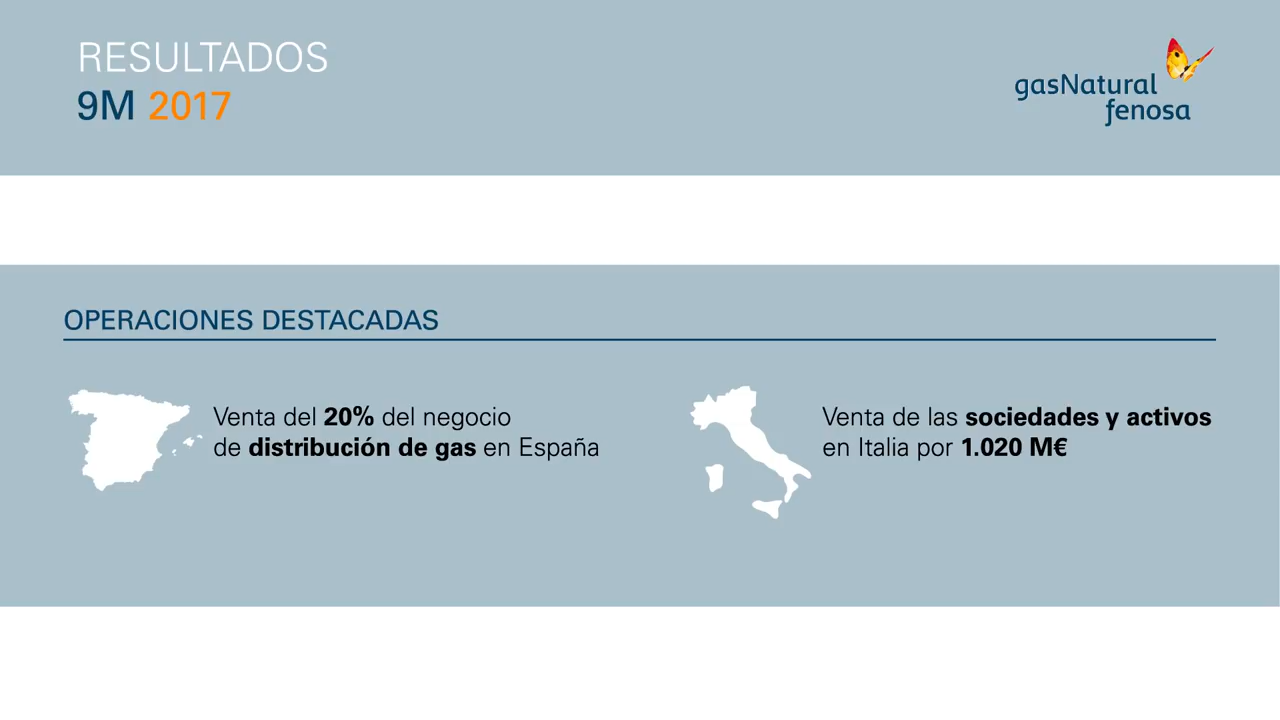 RESULTADOS
9M 2017
gasNatural
fenosa
OPERACIONES DESTACADAS
Venta del 20% del negocio
de distribución de gas en España
Venta de las sociedades y activos
en Italia por 1.020 M€